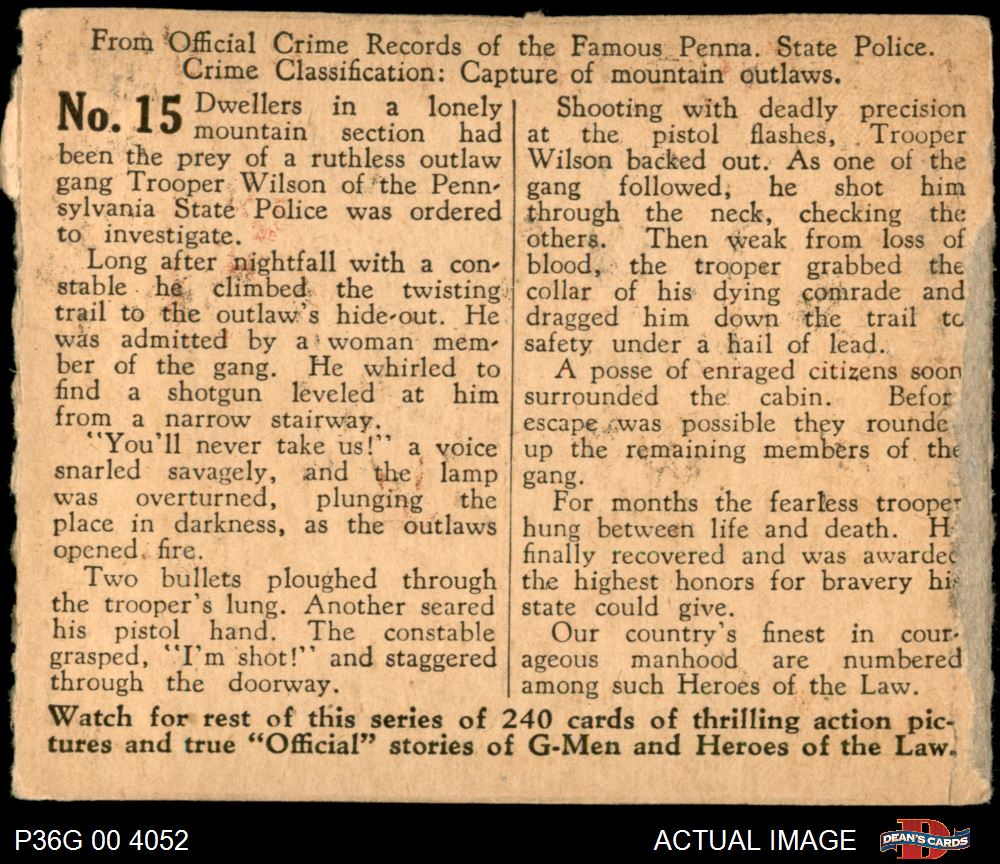 From Official Crime Records of the Famous Penna. State Police.
Crime Classification: Capture of mountain outlaws.
No. 15 Dwellers in a lonely
mountain section had
been the prey of a ruthless outlaw
gang Trooper Wilson of the Penn-
sylvania State Police was ordered
to investigate.
Long after nightfall with a con-
stable he climbed the twisting
trail to the outlaw's hide-out. He
was admitted by a woman mem-
ber of the gang. He whirled to
find a shotgun leveled at him
from a narrow stairway.
"You'll never take us!" a voice
snarled savagely, and the lamp
was overturned, plunging the
place in darkness, as the outlaws
opened fire.
Two bullets ploughed through
the trooper's lung. Another seared
his pistol hand. The constable
grasped, "I'm shot!" and staggered
through the doorway.
Shooting with deadly precision
at the pistol flashes, Trooper
Wilson backed out. As one of the
gang followed, he shot him
through the neck, checking the
others. Then weak from loss of
blood, the trooper grabbed the
collar of his dying comrade and
dragged him down the trail to
safety under a hail of lead.
A posse of enraged citizens soon
surrounded the cabin. Befor
escape was possible they rounde
up the remaining members of the
gang.
For months the fearless trooper
hung between life and death. H
finally recovered and was awarded
the highest honors for bravery his
state could give.
Our country's finest in cour-
ageous manhood are numbered
among such Heroes of the Law.
Watch for rest of this series of 240 cards of thrilling action pic-
tures and true "Official" stories of G-Men and Heroes of the Law.
P36G 00 4052
ACTUAL IMAGE
DEAN'S CARDS